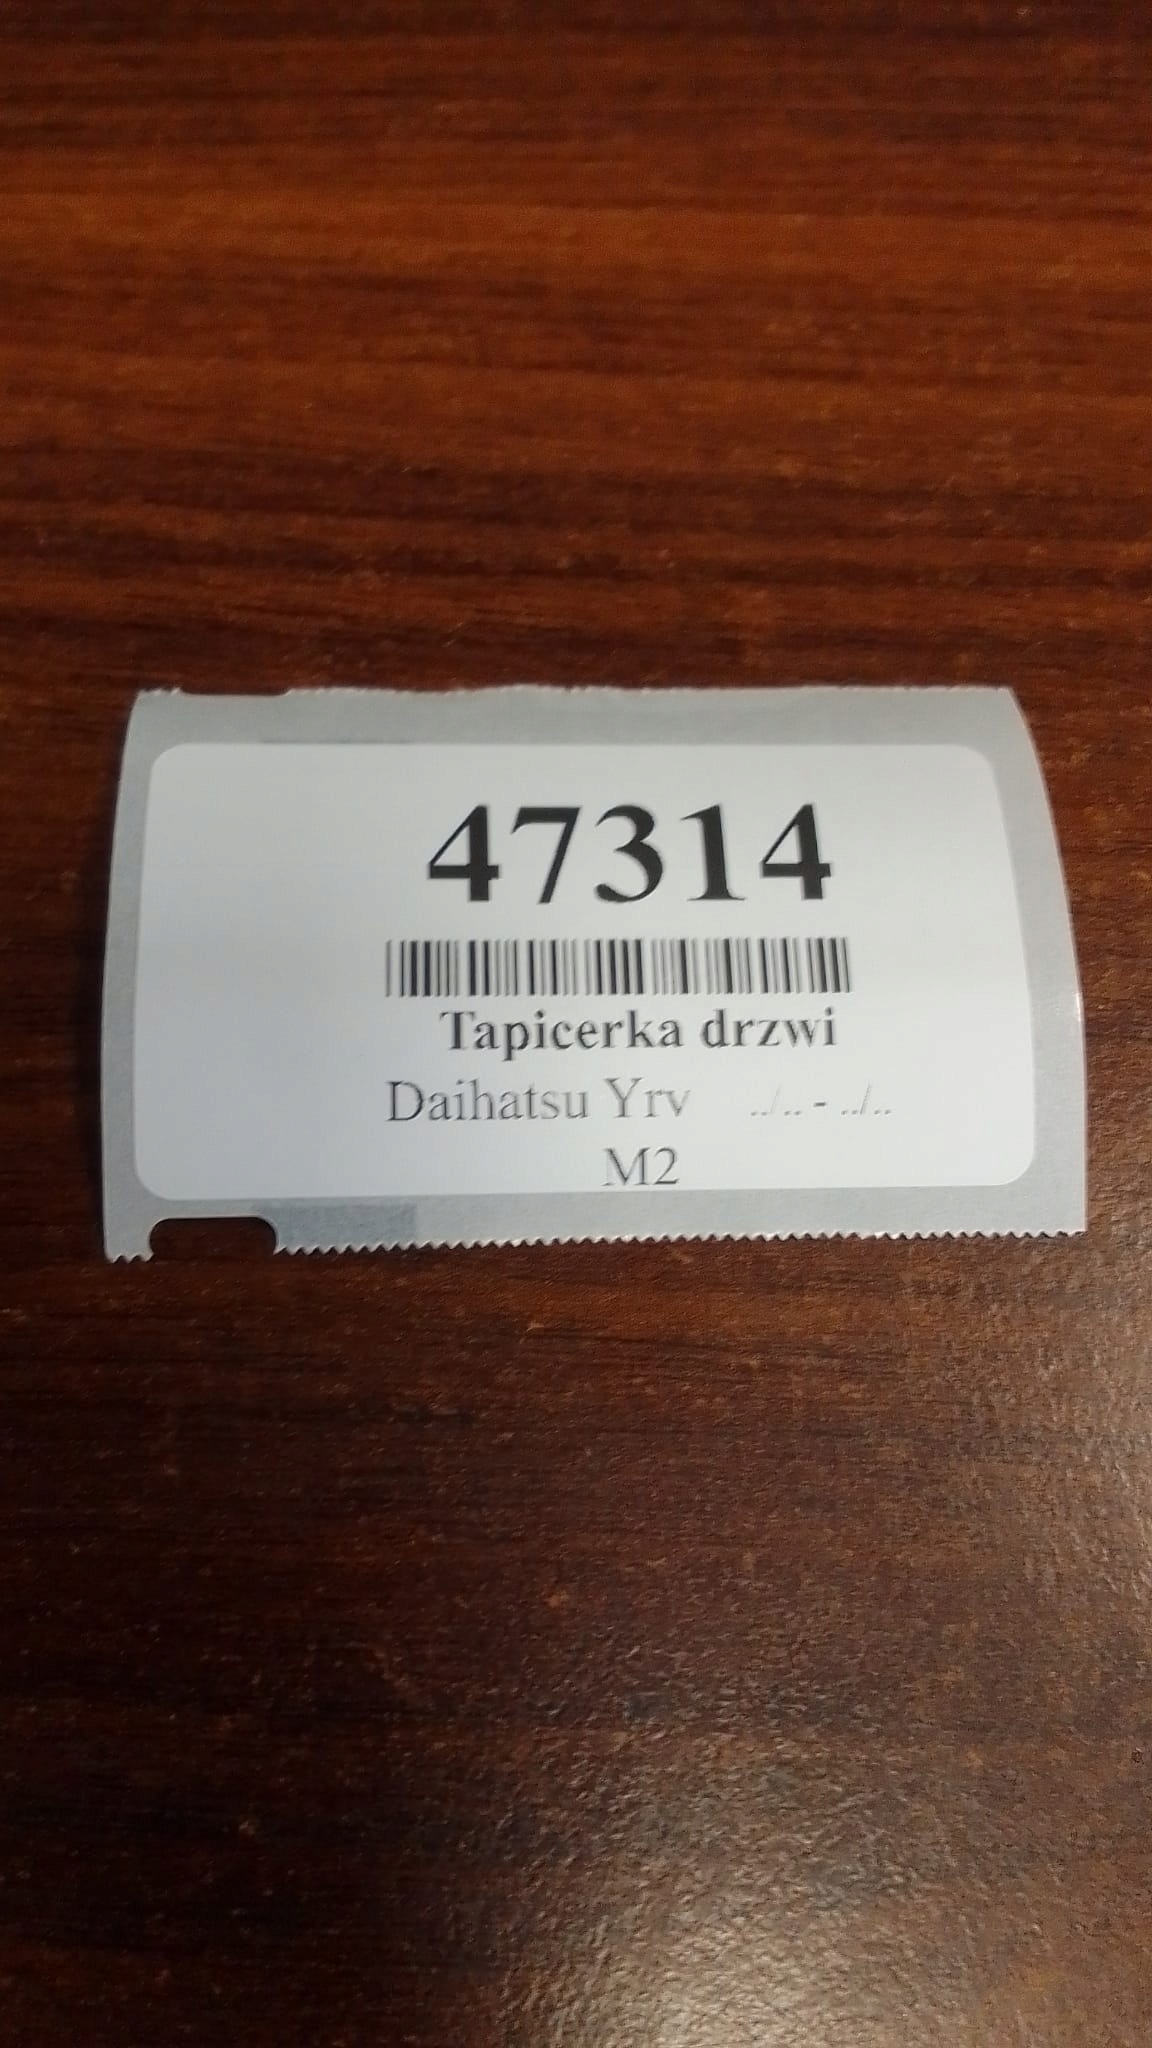 47314
Tapicerka drzwi
Daihatsu Yrv ../.. - ../..
M2